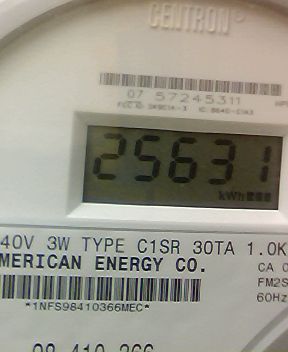 CENTRON®
07 57245311
25631
kWh
40V 3W TYPE C1SR 30TA 1.0K
MERICAN ENERGY CO.
CA 0
*1NFS98410366MEC*
FM2S
60Hz